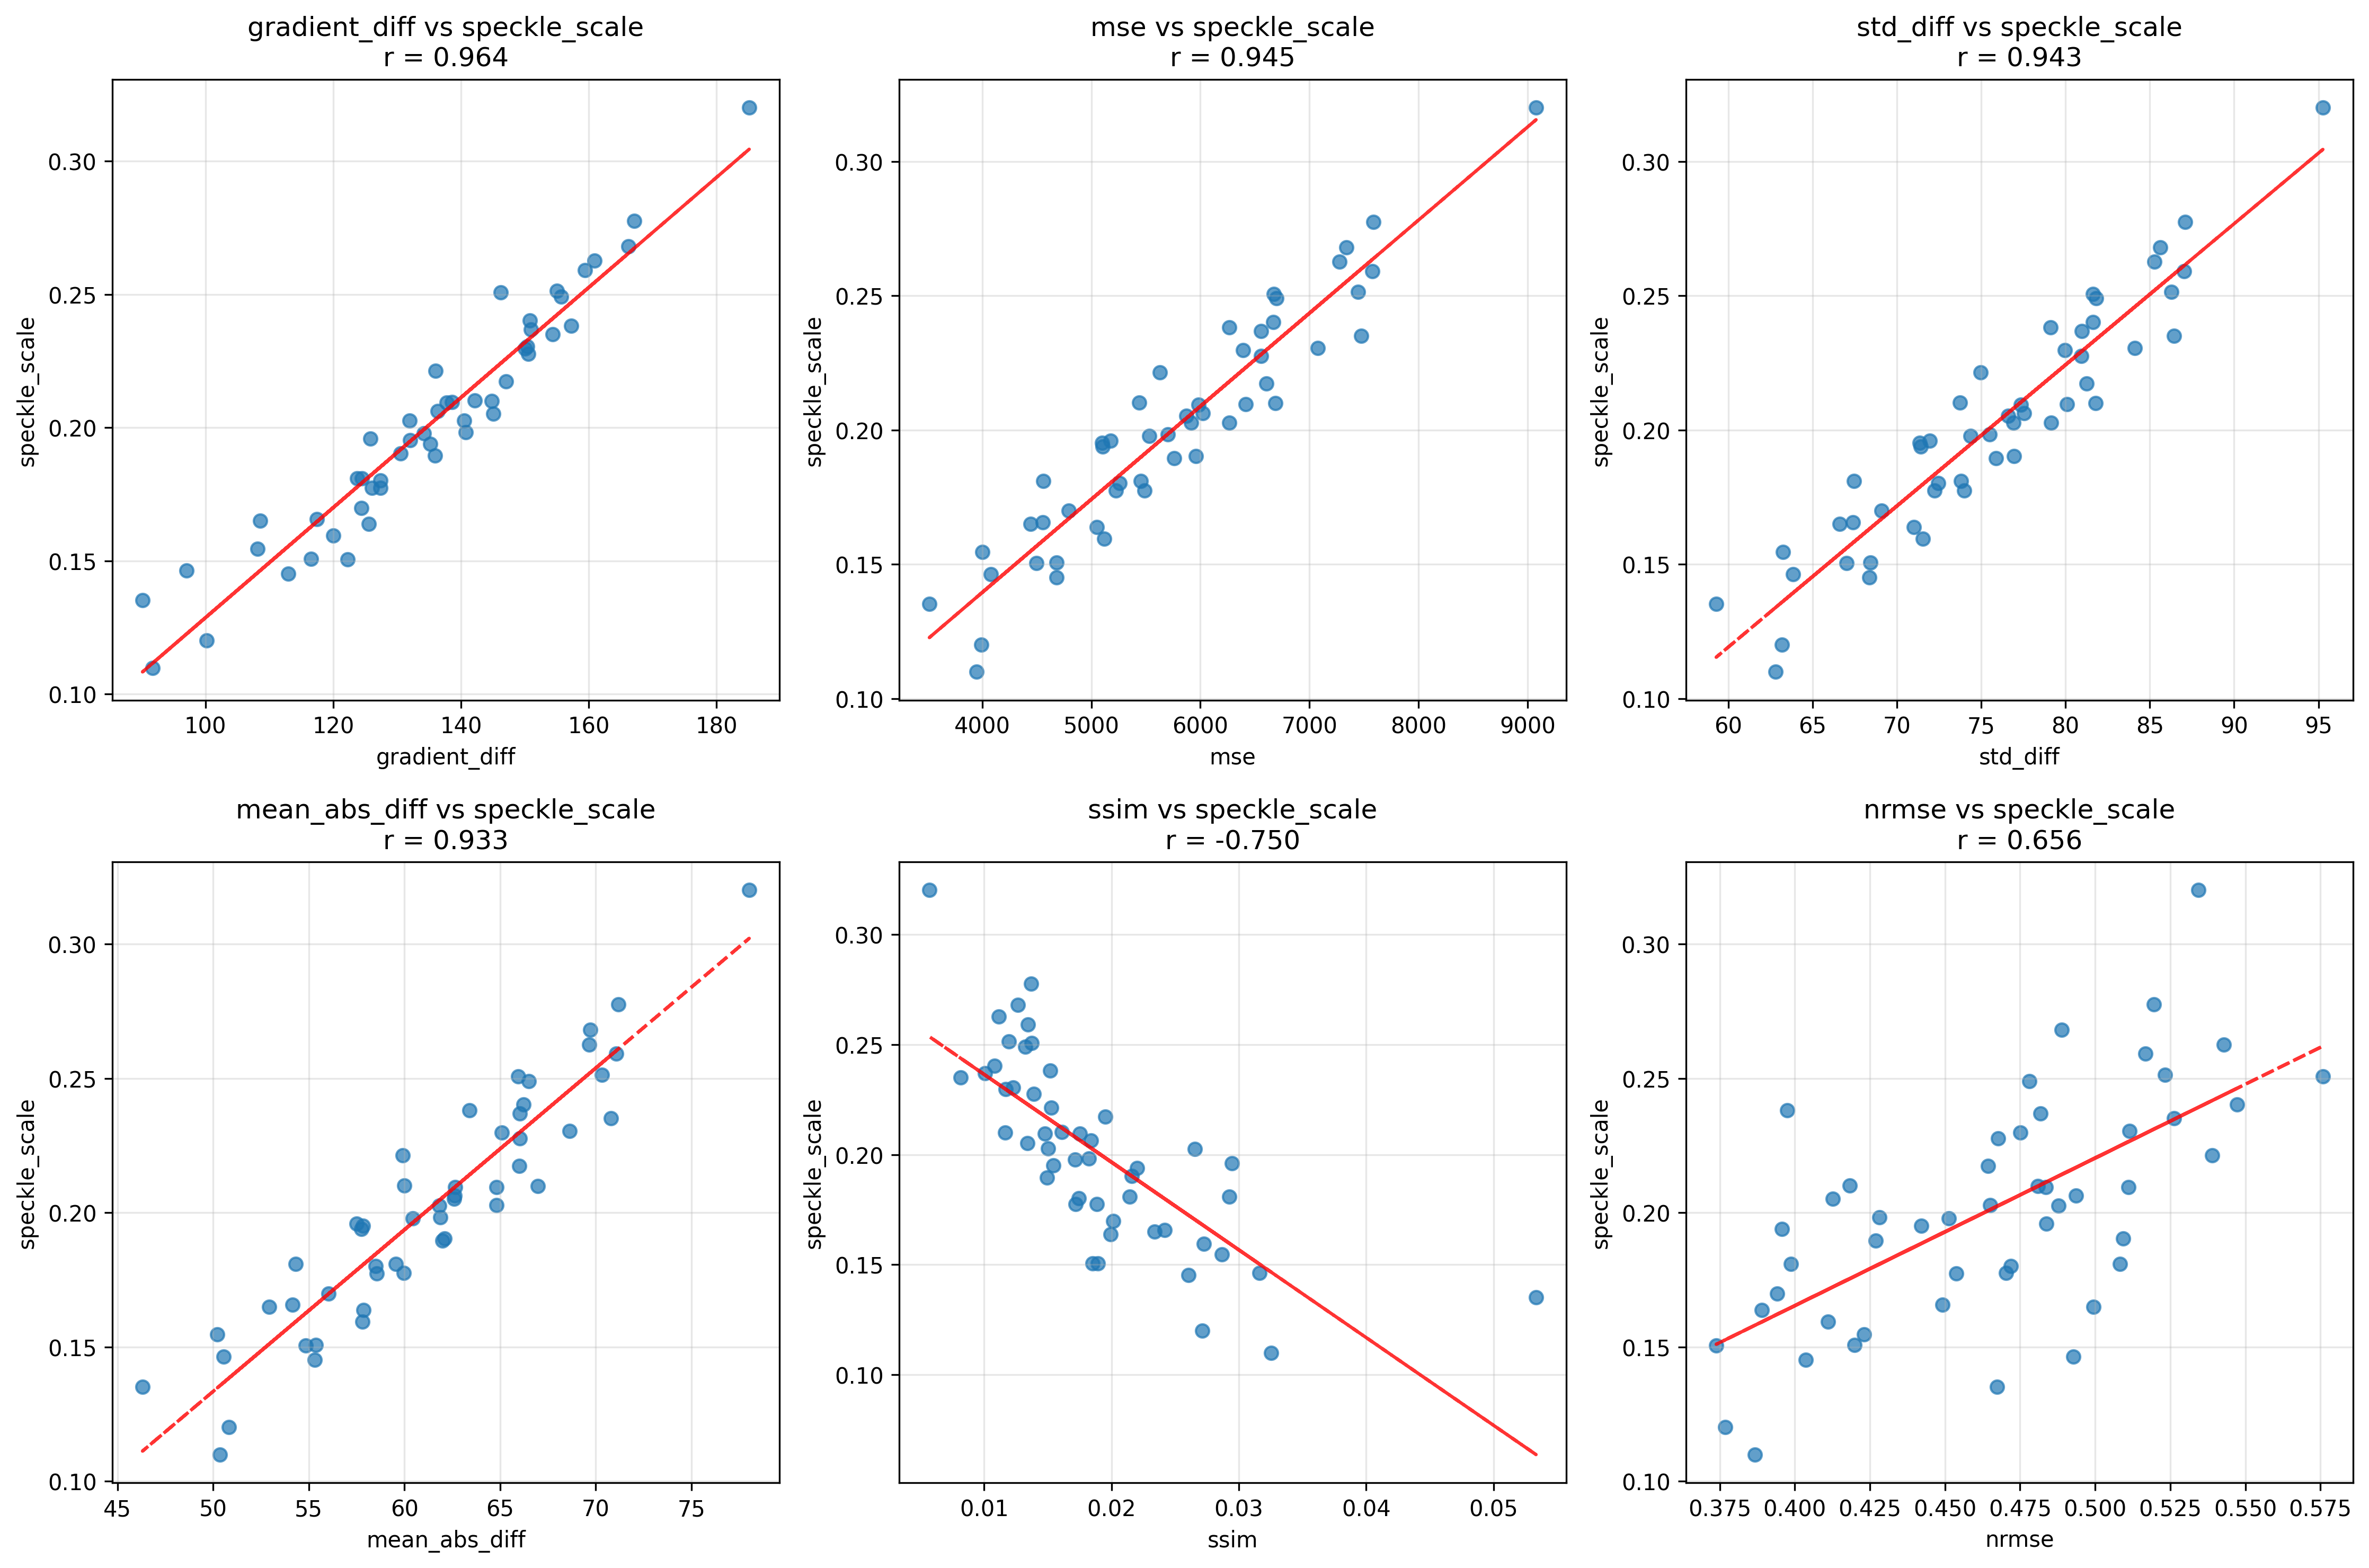 gradient_diff vs speckle_scale
r = 0.964
speckle_scale
0.30
0.25
0.20
0.15
0.10
100 120 140 160 180
gradient_diff
mse vs speckle_scale
r = 0.945
speckle_scale
0.30
0.25
0.20
0.15
0.10
4000 5000 6000 7000 8000 9000
mse
std_diff vs speckle_scale
r = 0.943
speckle_scale
0.30
0.25
0.20
0.15
0.10
60 65 70 75 80 85 90 95
std_diff
mean_abs_diff vs speckle_scale
r = 0.933
speckle_scale
0.30
0.25
0.20
0.15
0.10
45 50 55 60 65 70 75
mean_abs_diff
ssim vs speckle_scale
r = -0.750
speckle_scale
0.30
0.25
0.20
0.15
0.10
0.01 0.02 0.03 0.04 0.05
ssim
nrmse vs speckle_scale
r = 0.656
speckle_scale
0.30
0.25
0.20
0.15
0.10
0.375 0.400 0.425 0.450 0.475 0.500 0.525 0.550 0.575
nrmse